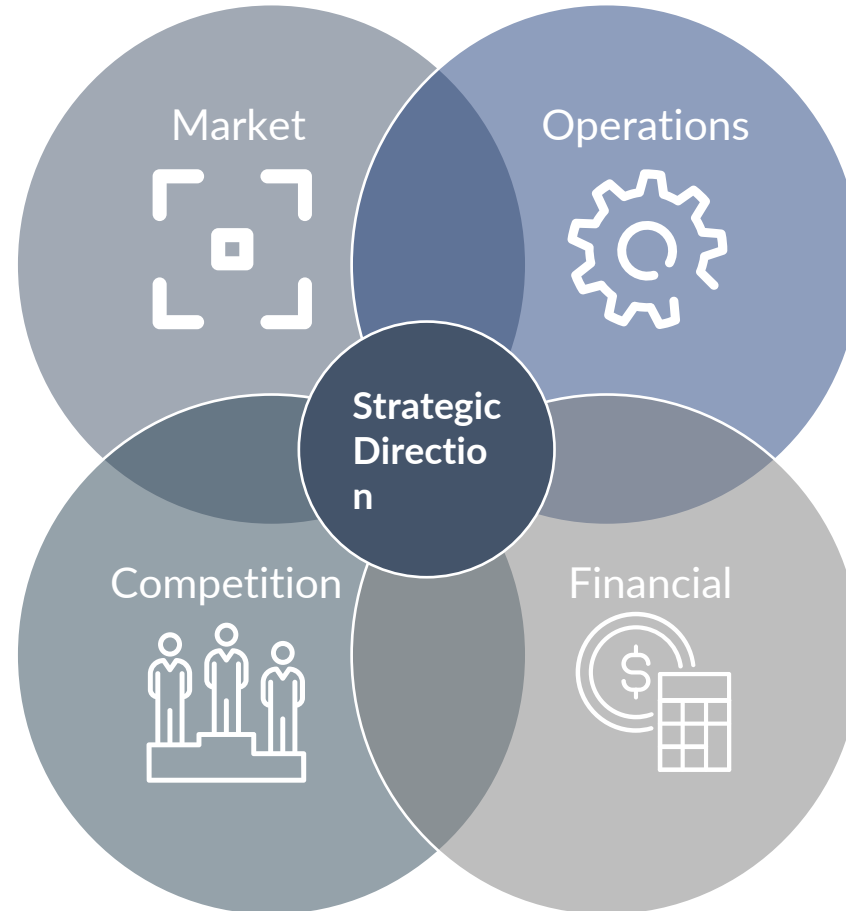 Market
Operations
Strategic
Directio
n
Competition
Financial
$